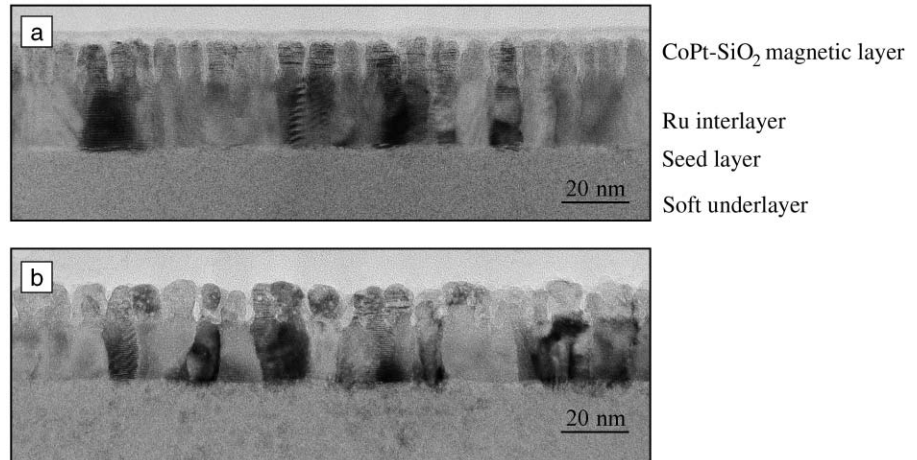 a
CoPt-SiO₂ magnetic layer
Ru interlayer
Seed layer
20 nm
Soft underlayer
b
20 nm